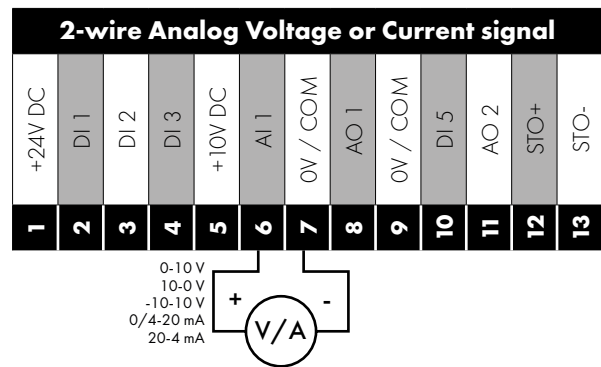 2-wire Analog Voltage or Current signal
+24V DC
DI 1
DI 2
DI 3
+10V DC
AI 1
0V / COM
AO 1
0V / COM
DI 5
AO 2
STO+
STO-
1
2
3
4
5
6
7
8
9
10
11
12
13
0-10 V
10-0 V
-10-10 V
0/4-20 mA
20-4 mA
+
-
V/A